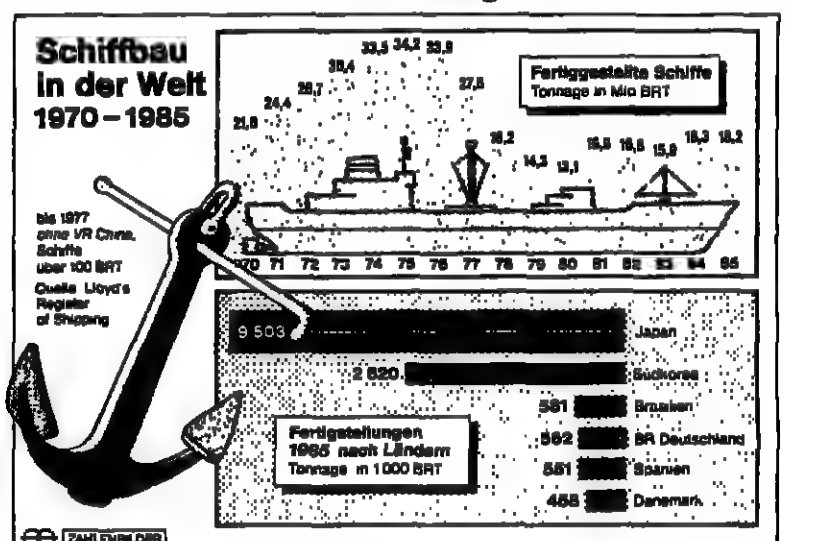 Schiffbau
in der Welt
1970–1985
bis 1977
ohne VR China,
Schiffe
über 100 BRT
Quelle Lloyd's
Register
of Shipping
Fertiggestellte Schiffe
Tonnage in Mio BRT
21,6 24,4 26,7 30,4 33,5 34,2 33,9 27,5 18,2 14,3 13,1 15,9 18,3 18,2
70 71 72 73 74 75 76 77 78 79 80 81 82 83 84 85
Fertigstellungen
1985 nach Ländern
Tonnage in 1000 BRT
9 503 Japan
2 620 Südkorea
581 Brasilien
562 BR Deutschland
551 Spanien
458 Dänemark
ZAHLENBILDER